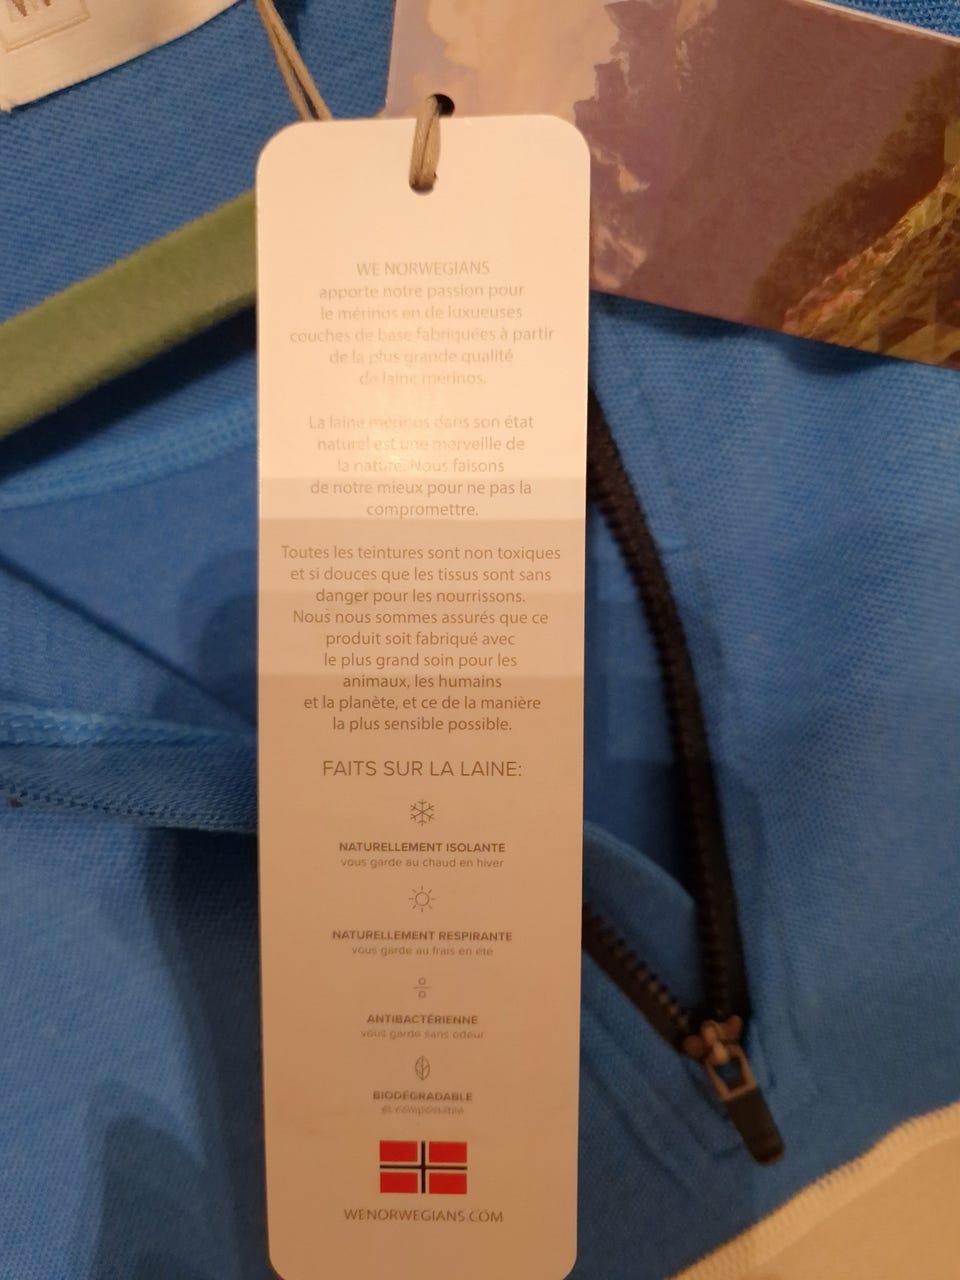 WE NORWEGIANS
apporte notre passion pour
le mérinos en de luxueuses
couches de base fabriquées à partir
de la plus grande qualité
de laine merinos.
La laine mérinos dans son état
naturel est une merveille de
la nature. Nous faisons
de notre mieux pour ne pas la
compromettre.
Toutes les teintures sont non toxiques
et si douces que les tissus sont sans
danger pour les nourrissons.
Nous nous sommes assurés que ce
produit soit fabriqué avec
le plus grand soin pour les
animaux, les humains
et la planète, et ce de la manière
la plus sensible possible.
FAITS SUR LA LAINE:
NATURELLEMENT ISOLANTE
vous garde au chaud en hiver
NATURELLEMENT RESPIRANTE
vous garde au frais en été
ANTIBACTÉRIENNE
vous garde sans odeur
BIODÉGRADABLE
et compostable
WENORWEGIANS.COM